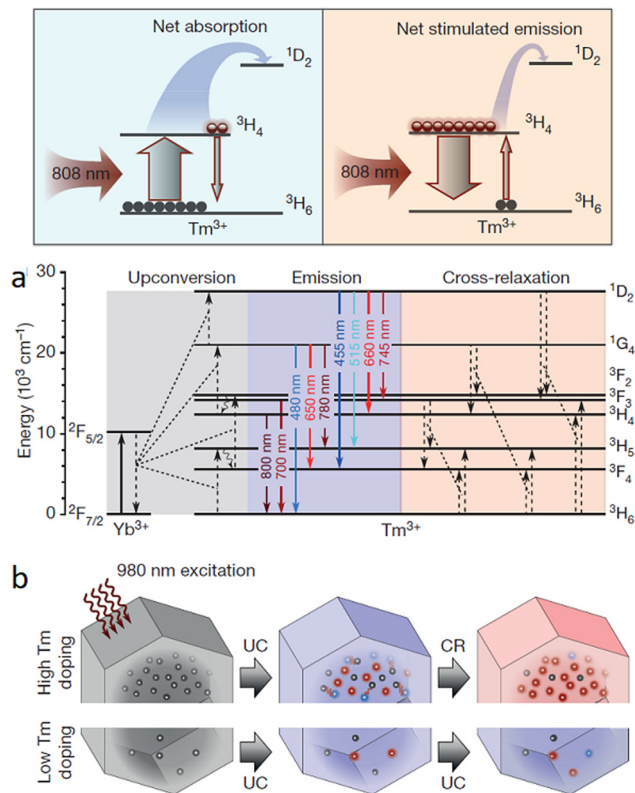 Net absorption
¹D₂
³H₄
808 nm
³H₆
Tm³⁺
Net stimulated emission
¹D₂
³H₄
808 nm
³H₆
Tm³⁺
a
Energy (10³ cm⁻¹)
30
20
10
0
Upconversion
Emission
Cross-relaxation
²F₅/₂
²F₇/₂
Yb³⁺
Tm³⁺
800 nm
700 nm
480 nm
650 nm
780 nm
455 nm
515 nm
660 nm
745 nm
¹D₂
¹G₄
³F₂
³F₃
³H₄
³H₅
³F₄
³H₆
b
980 nm excitation
High Tm
doping
UC
CR
Low Tm
doping
UC
UC